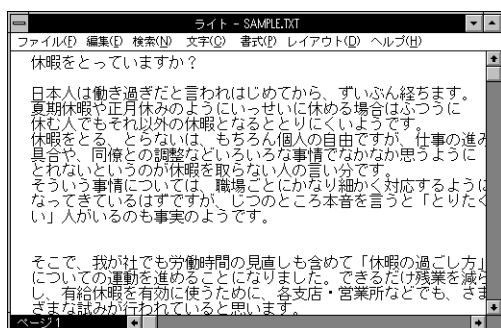 ライト - SAMPLE.TXT
ファイル(F) 編集(E) 検索(N) 文字(C) 書式(P) レイアウト(D) ヘルプ(H)
休暇をとっていますか？
日本人は働き過ぎだと言われはじめてから、ずいぶん経ちます。
夏期休暇や正月休みのようにいっせいに休める場合はふつうに
休む人でもそれ以外の休暇となるととりにくいようです。
休暇をとる、とらないは、もちろん個人の自由ですが、仕事の進み
具合や、同僚との調整などいろいろな事情でなかなか思うように
とれないというのが休暇を取らない人の言い分です。
そういう事情については、職場ごとにかなり細かく対応するように
なってきているはずですが、じつのところ本音を言うと「とりたく
い」人がいるのも事実のようです。
そこで、我が社でも労働時間の見直しも含めて「休暇の過ごし方」
についての運動を進めることになりました。できるだけ残業を減ら
し、有給休暇を有効に使うために、各支店・営業所などでも、さま
ざまな試みが行われていると思います。
ページ 1